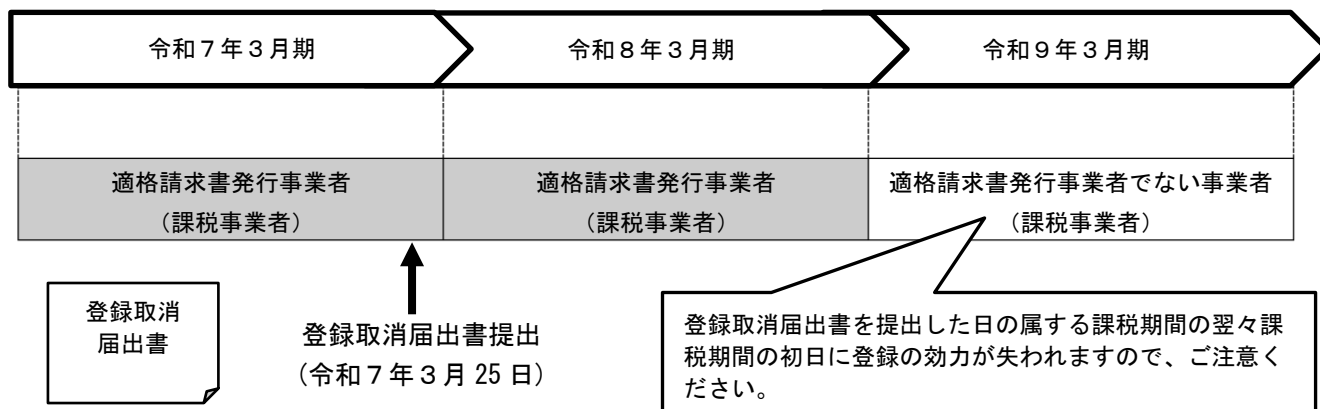 令和７年３月期
令和８年３月期
令和９年３月期
適格請求書発行事業者
（課税事業者）
適格請求書発行事業者
（課税事業者）
適格請求書発行事業者でない事業者
（課税事業者）
登録取消
届出書
登録取消届出書提出
（令和７年３月25日）
登録取消届出書を提出した日の属する課税期間の翌々課
税期間の初日に登録の効力が失われますので、ご注意く
ださい。